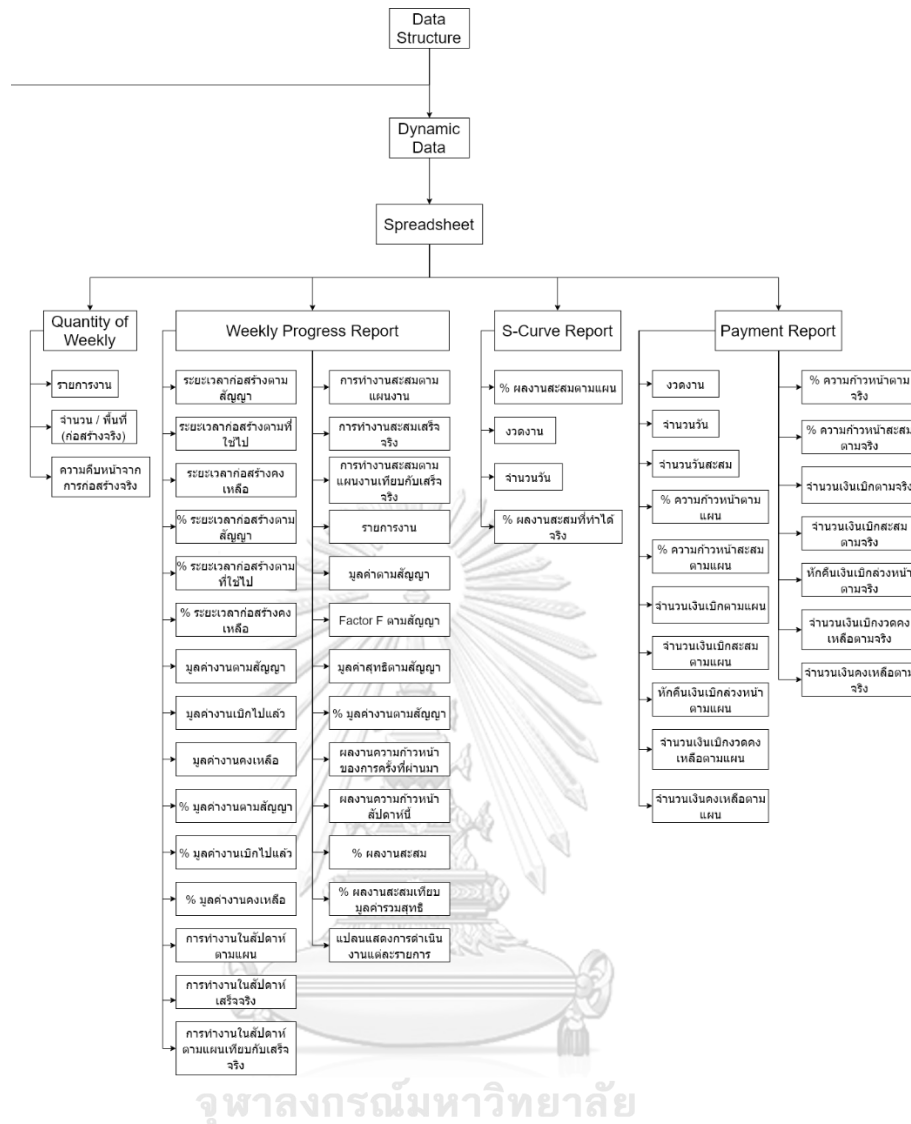 Data
Structure
Dynamic
Data
Spreadsheet
Quantity of
Weekly
รายการงาน
จำนวน / พื้นที่
(ก่อสร้างจริง)
ความคืบหน้าจาก
การก่อสร้างจริง
Weekly Progress Report
ระยะเวลาก่อสร้างตาม
สัญญา
ระยะเวลาก่อสร้างตามที่
ใช้ไป
ระยะเวลาก่อสร้างคง
เหลือ
% ระยะเวลาก่อสร้างตาม
สัญญา
% ระยะเวลาก่อสร้างตาม
ที่ใช้ไป
% ระยะเวลาก่อสร้างคง
เหลือ
มูลค่างานตามสัญญา
มูลค่างานเบิกไปแล้ว
มูลค่างานคงเหลือ
% มูลค่างานตามสัญญา
% มูลค่างานเบิกไปแล้ว
% มูลค่างานคงเหลือ
การทำงานในสัปดาห์
ตามแผน
การทำงานในสัปดาห์
เสร็จจริง
การทำงานในสัปดาห์
ตามแผนเทียบกับเสร็จ
จริง
การทำงานสะสมตาม
แผนงาน
การทำงานสะสมเสร็จ
จริง
การทำงานสะสมตาม
แผนงานเทียบกับเสร็จ
จริง
รายการงาน
มูลค่าตามสัญญา
Factor F ตามสัญญา
มูลค่าสุทธิตามสัญญา
% มูลค่างานตามสัญญา
ผลงานความก้าวหน้า
ของการครั้งที่ผ่านมา
ผลงานความก้าวหน้า
สัปดาห์นี้
% ผลงานสะสม
% ผลงานสะสมเทียบ
มูลค่ารวมสุทธิ
แปลนแสดงการดำเนิน
งานแต่ละรายการ
S-Curve Report
% ผลงานสะสมตามแผน
งวดงาน
จำนวนวัน
% ผลงานสะสมที่ทำได้
จริง
Payment Report
งวดงาน
จำนวนวัน
จำนวนวันสะสม
% ความก้าวหน้าตาม
แผน
% ความก้าวหน้าสะสม
ตามแผน
จำนวนเงินเบิกตามแผน
จำนวนเงินเบิกสะสม
ตามแผน
หักคืนเงินเบิกล่วงหน้า
ตามแผน
จำนวนเงินเบิกงวดคง
เหลือตามแผน
จำนวนเงินคงเหลือตาม
แผน
% ความก้าวหน้าตาม
จริง
% ความก้าวหน้าสะสม
ตามจริง
จำนวนเงินเบิกตามจริง
จำนวนเงินเบิกสะสม
ตามจริง
หักคืนเงินเบิกล่วงหน้า
ตามจริง
จำนวนเงินเบิกงวดคง
เหลือตามจริง
จำนวนเงินคงเหลือตาม
จริง
จุฬาลงกรณ์มหาวิทยาลัย